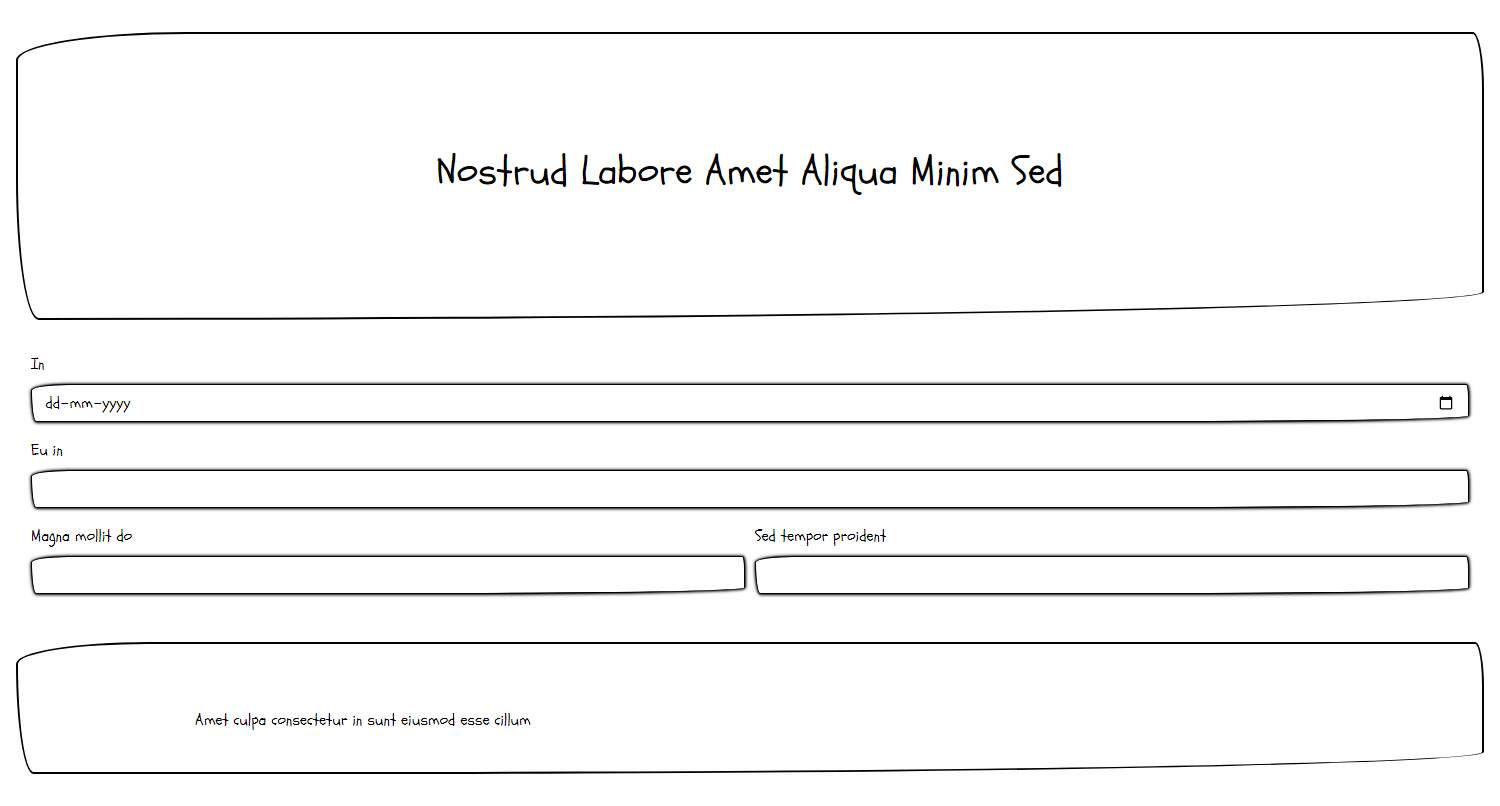 Nostrud Labore Amet Aliqua Minim Sed
In
dd-mm-yyyy
Eu in
Magna mollit do
Sed tempor proident
Amet culpa consectetur in sunt eiusmod esse cillum